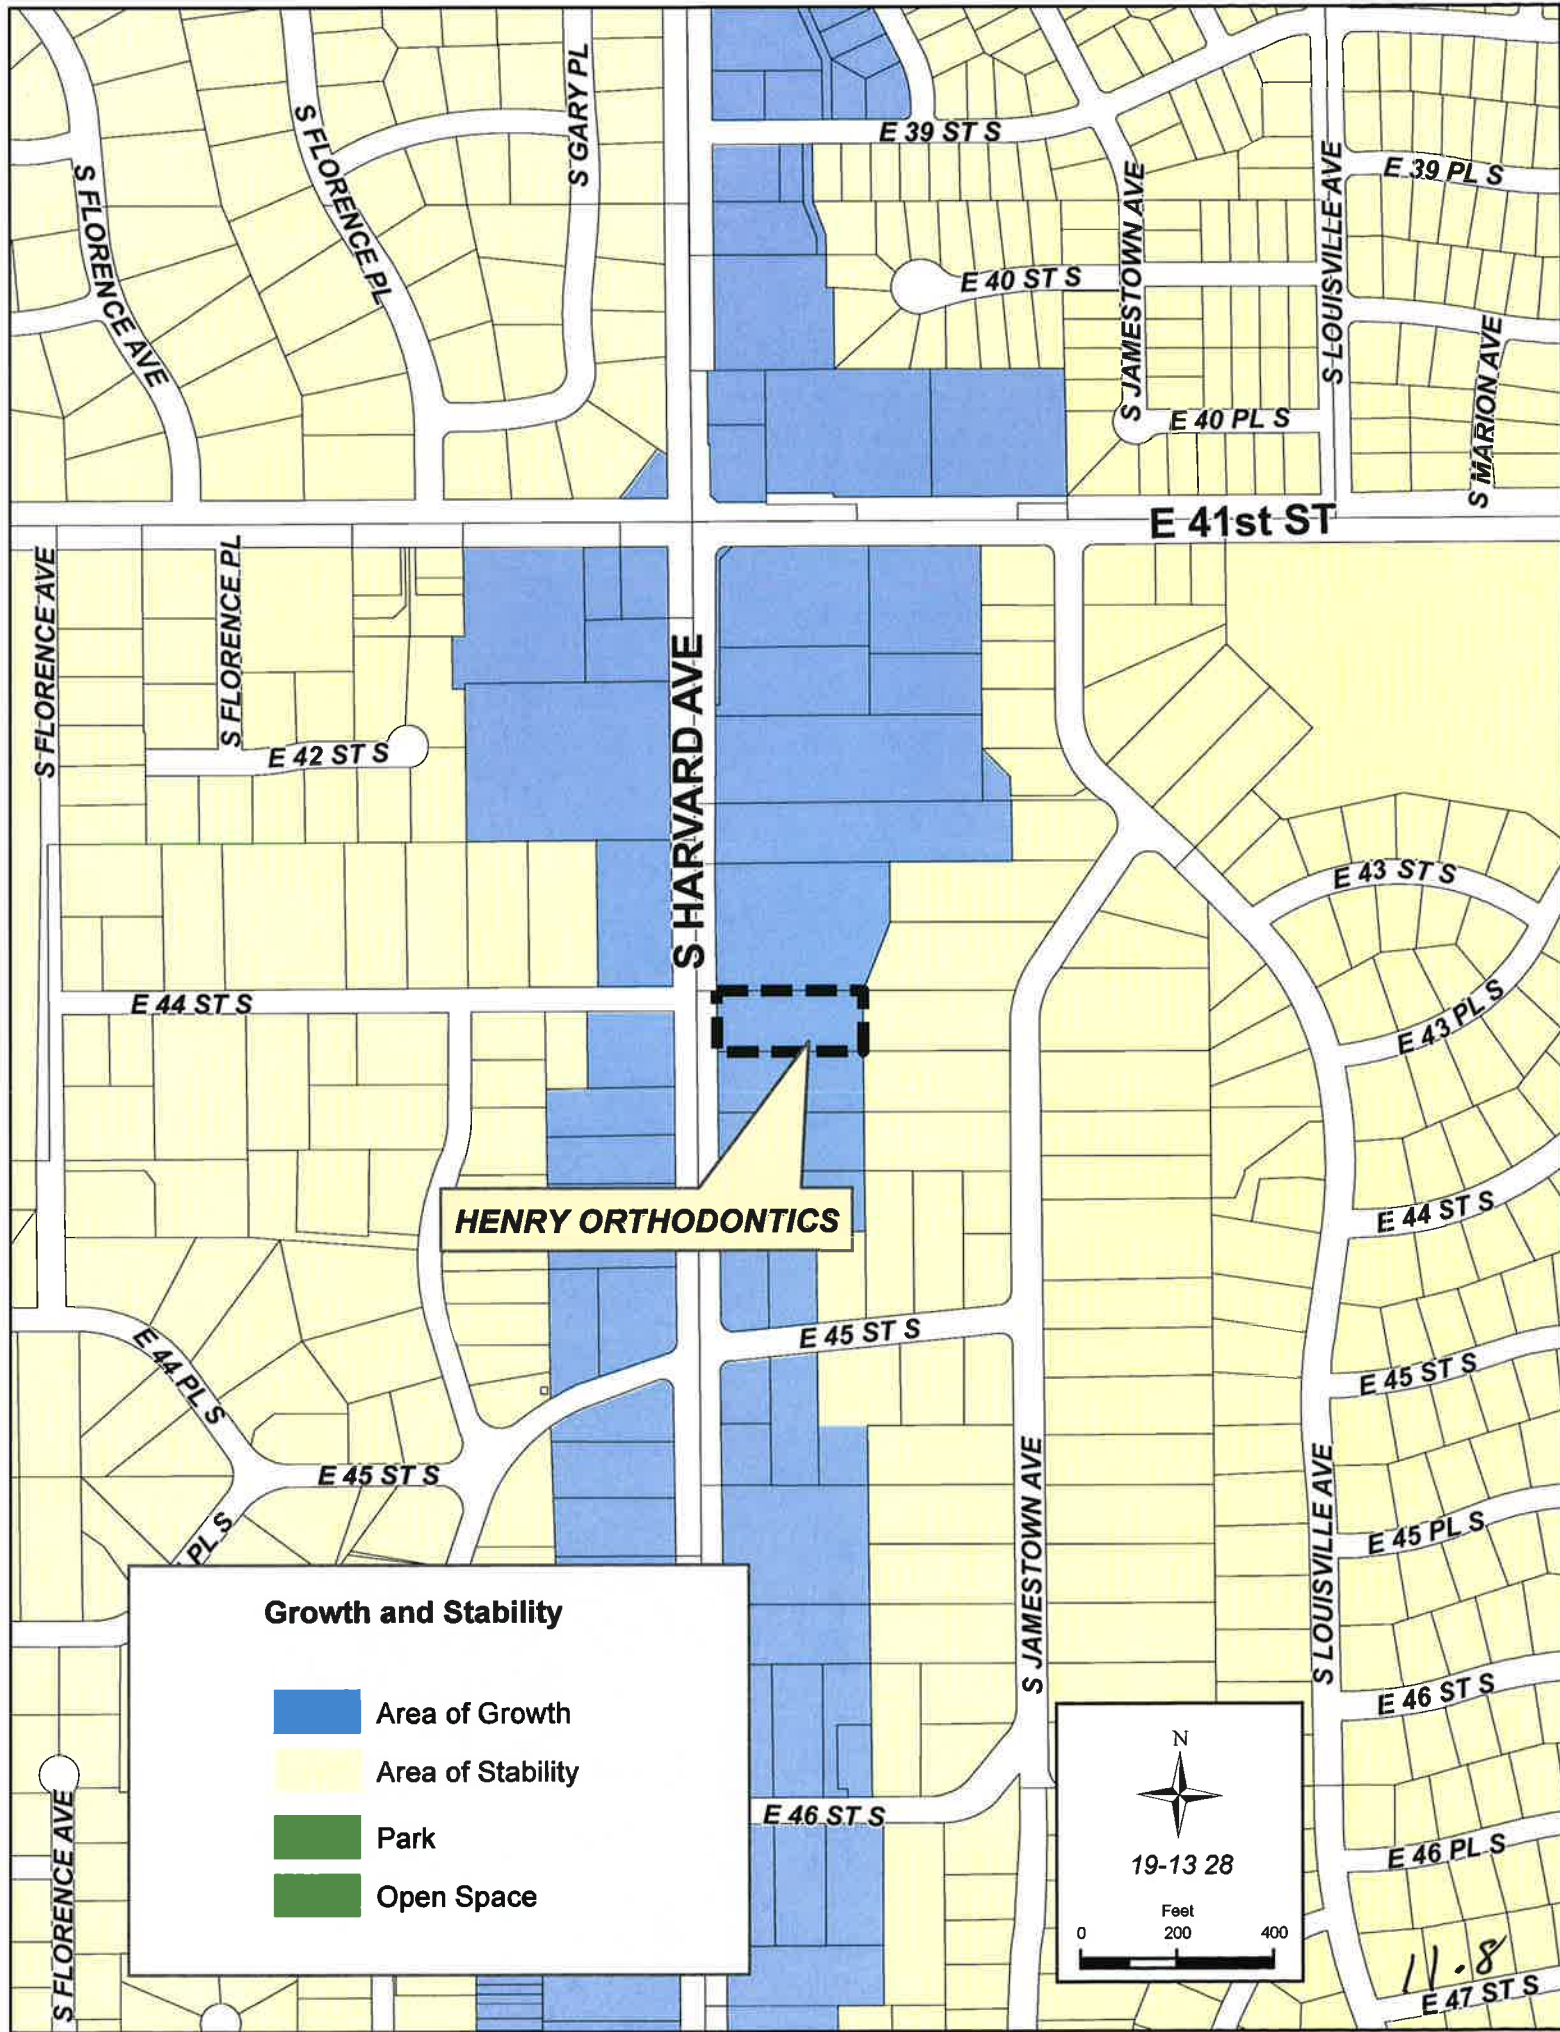 S GARY PL
E 39 ST S
S FLORENCE PL
S FLORENCE AVE
S JAMESTOWN AVE
S LOUISVILLE AVE
E 39 PL S
E 40 ST S
S MARION AVE
E 40 PL S
E 41st ST
S FLORENCE AVE
S FLORENCE PL
E 42 ST S
S HARVARD AVE
E 43 ST S
E 44 ST S
E 43 PL S
HENRY ORTHODONTICS
E 44 ST S
E 45 ST S
E 44 PL S
E 45 ST S
E 45 ST S
S JAMESTOWN AVE
S LOUISVILLE AVE
E 45 PL S
PL S
Growth and Stability
Area of Growth
Area of Stability
Park
Open Space
E 46 ST S
S FLORENCE AVE
E 46 ST S
E 46 PL S
N
19-13 28
Feet
0 200 400
11.8
E 47 ST S